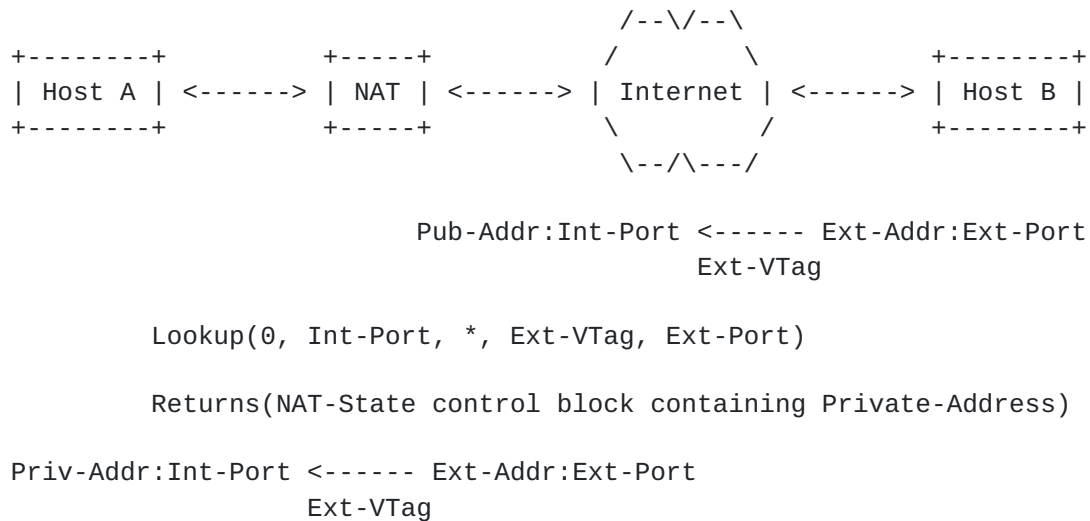 /--\/--\
+--------+          +-----+          /        \          +--------+
| Host A | <------> | NAT | <------> | Internet | <------> | Host B |
+--------+          +-----+          \         /          +--------+
\--/\---/
Pub-Addr:Int-Port <------ Ext-Addr:Ext-Port
Ext-VTag
Lookup(0, Int-Port, *, Ext-VTag, Ext-Port)
Returns(NAT-State control block containing Private-Address)
Priv-Addr:Int-Port <------ Ext-Addr:Ext-Port
Ext-VTag